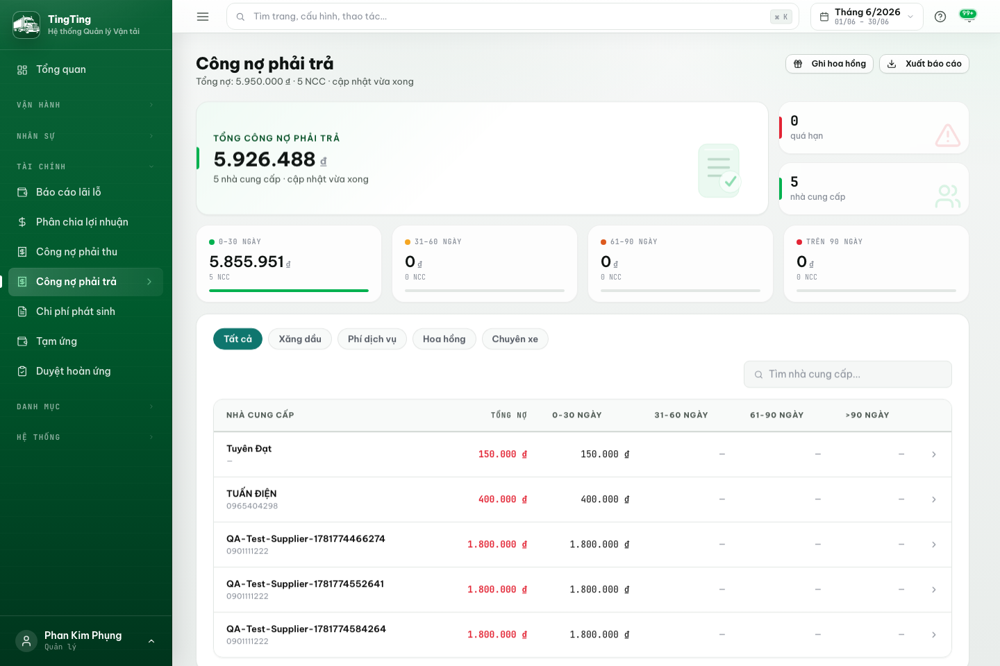 TingTing
Hệ thống Quản lý Vận tải
Tổng quan
VẬN HÀNH
NHÂN SỰ
TÀI CHÍNH
Báo cáo lãi lỗ
Phân chia lợi nhuận
Công nợ phải thu
Công nợ phải trả
Chi phí phát sinh
Tạm ứng
Duyệt hoàn ứng
DANH MỤC
HỆ THỐNG
Phan Kim Phụng
Quản lý
Tìm trang, cấu hình, thao tác...
⌘ K
Tháng 6/2026
01/06 – 30/06
99+
Công nợ phải trả
Tổng nợ: 5.950.000 ₫ · 5 NCC · cập nhật vừa xong
Ghi hoa hồng
Xuất báo cáo
TỔNG CÔNG NỢ PHẢI TRẢ
5.926.488 ₫
5 nhà cung cấp · cập nhật vừa xong
0
quá hạn
5
nhà cung cấp
0–30 NGÀY
5.855.951 ₫
5 NCC
31–60 NGÀY
0 ₫
0 NCC
61–90 NGÀY
0 ₫
0 NCC
TRÊN 90 NGÀY
0 ₫
0 NCC
Tất cả
Xăng dầu
Phí dịch vụ
Hoa hồng
Chuyên xe
Tìm nhà cung cấp...
NHÀ CUNG CẤP TỔNG NỢ 0-30 NGÀY 31-60 NGÀY 61-90 NGÀY >90 NGÀY
Tuyên Đạt
—
150.000 ₫ 150.000 ₫ — — —
TUẤN ĐIỆN
0965404298
400.000 ₫ 400.000 ₫ — — —
QA-Test-Supplier-1781774466274
0901111222
1.800.000 ₫ 1.800.000 ₫ — — —
QA-Test-Supplier-1781774552641
0901111222
1.800.000 ₫ 1.800.000 ₫ — — —
QA-Test-Supplier-1781774584264
0901111222
1.800.000 ₫ 1.800.000 ₫ — — —